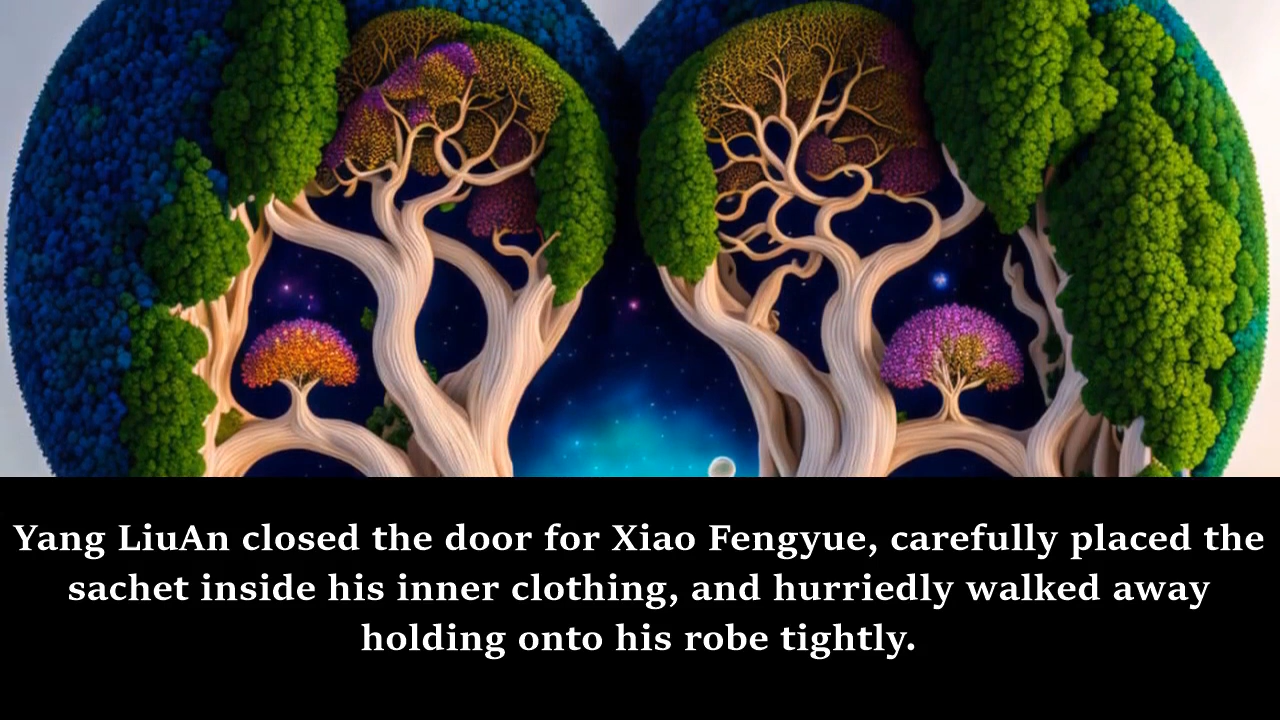 Yang LiuAn closed the door for Xiao Fengyue, carefully placed the
sachet inside his inner clothing, and hurriedly walked away
holding onto his robe tightly.